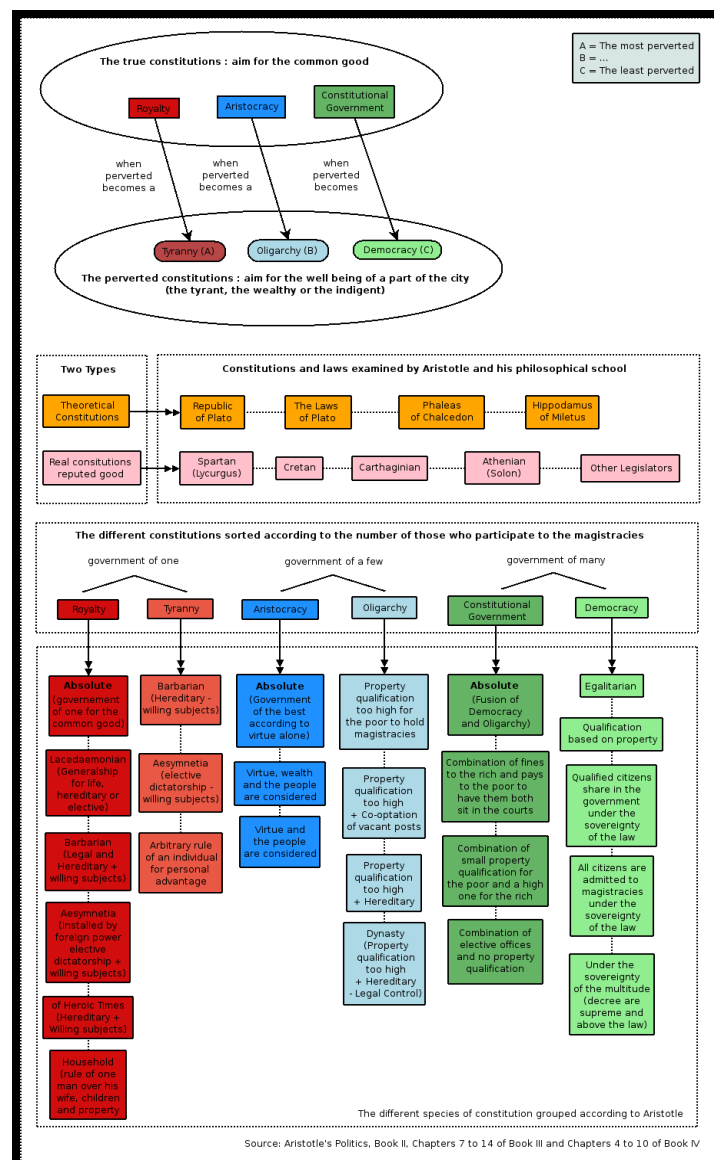 The true constitutions : aim for the common good
A = The most perverted
B = ...
C = The least perverted
Royalty
Aristocracy
Constitutional
Government
when
perverted
becomes a
when
perverted
becomes a
when
perverted
becomes
Tyranny (A)
Oligarchy (B)
Democracy (C)
The perverted constitutions : aim for the well being of a part of the city
(the tyrant, the wealthy or the indigent)
Two Types
Constitutions and laws examined by Aristotle and his philosophical school
Theoretical
Constitutions
Republic
of Plato
The Laws
of Plato
Phaleas
of Chalcedon
Hippodamus
of Miletus
Real consitutions
reputed good
Spartan
(Lycurgus)
Cretan
Carthaginian
Athenian
(Solon)
Other Legislators
The different constitutions sorted according to the number of those who participate to the magistracies
government of one
government of a few
government of many
Royalty
Tyranny
Aristocracy
Oligarchy
Constitutional
Government
Democracy
Absolute
(governement
of one for the
common good)
Lacedaemonian
(Generalship
for life,
hereditary or
elective)
Barbarian
(Legal and
Hereditary +
willing subjects)
Aesymnetia
(installed by
foreign power
elective
dictatorship +
willing subjects)
of Heroic Times
(Hereditary +
willing subjects)
Household
(rule of one
man over his
wife, children
and property
Barbarian
(Hereditary -
willing subjects)
Aesymnetia
(elective
dictatorship -
willing subjects)
Arbitrary rule
of an individual
for personal
advantage
Absolute
(Government
of the best
according to
virtue alone)
Virtue, wealth
and the people
are considered
Virtue and
the people
are considered
Property
qualification
too high for
the poor to hold
magistracies
Property
qualification
too high
+ Co-optation
of vacant posts
Property
qualification
too high
+ Hereditary
Dynasty
(Property
qualification
too high
+ Hereditary
- Legal Control)
Absolute
(Fusion of
Democracy
and Oligarchy)
Combination of fines
to the rich and pays
to the poor to
have them both
sit in the courts
Combination of
small property
qualification for
the poor and a high
one for the rich
Combination of
elective offices
and no property
qualification
Egalitarian
Qualification
based on property
Qualified citizens
share in the
government
under the
sovereignty
of the law
All citizens are
admitted to
magistracies
under the
sovereignty
of the law
Under the
sovereignty
of the multitude
(decree are
supreme and
above the law)
The different species of constitution grouped according to Aristotle
Source: Aristotle's Politics, Book II, Chapters 7 to 14 of Book III and Chapters 4 to 10 of Book IV